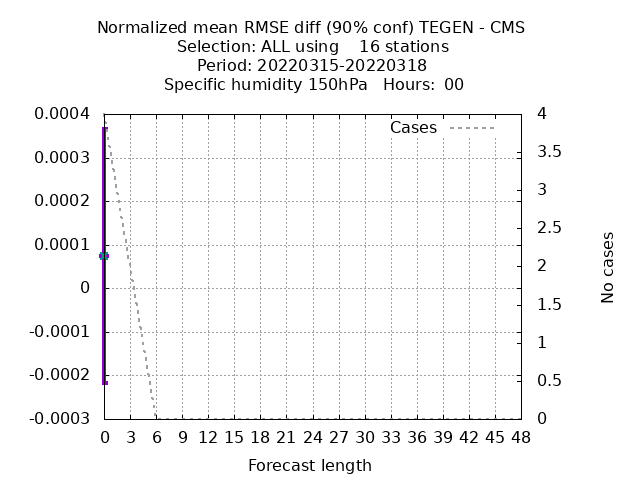 Normalized mean RMSE diff (90% conf) TEGEN - CMS
Selection: ALL using    16 stations
Period: 20220315-20220318
Specific humidity 150hPa   Hours:  00
Cases
0.0004
0.0003
0.0002
0.0001
0
-0.0001
-0.0002
-0.0003
4
3.5
3
2.5
2
1.5
1
0.5
0
No cases
0 3 6 9 12 15 18 21 24 27 30 33 36 39 42 45 48
Forecast length